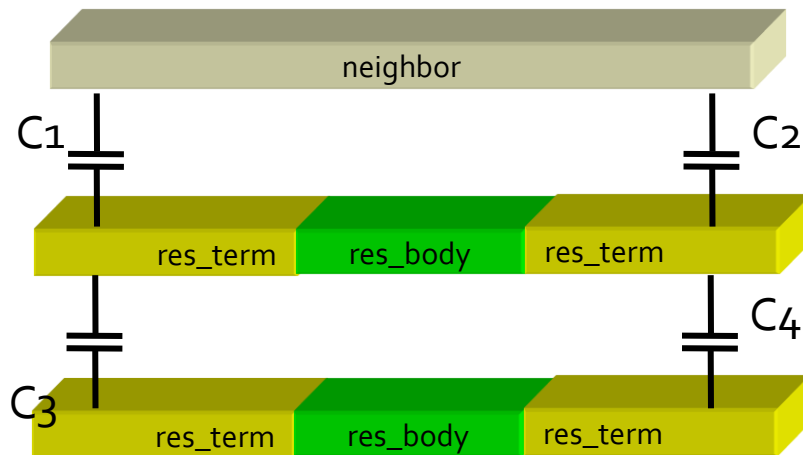 neighbor
C1
C2
res_term
res_body
res_term
C4
C3
res_term
res_body
res_term